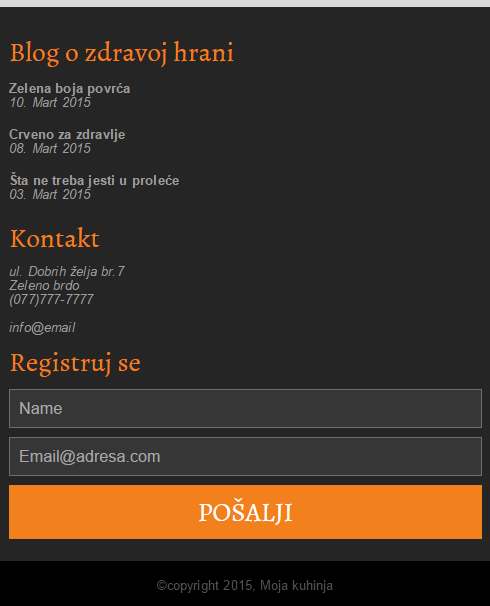 Blog o zdravoj hrani
Zelena boja povrća
10. Mart 2015
Crveno za zdravlje
08. Mart 2015
Šta ne treba jesti u proleće
03. Mart 2015
Kontakt
ul. Dobrih želja br.7
Zeleno brdo
(077)777-7777
info@email
Registruj se
Name
Email@adresa.com
POŠALJI
©copyright 2015, Moja kuhinja